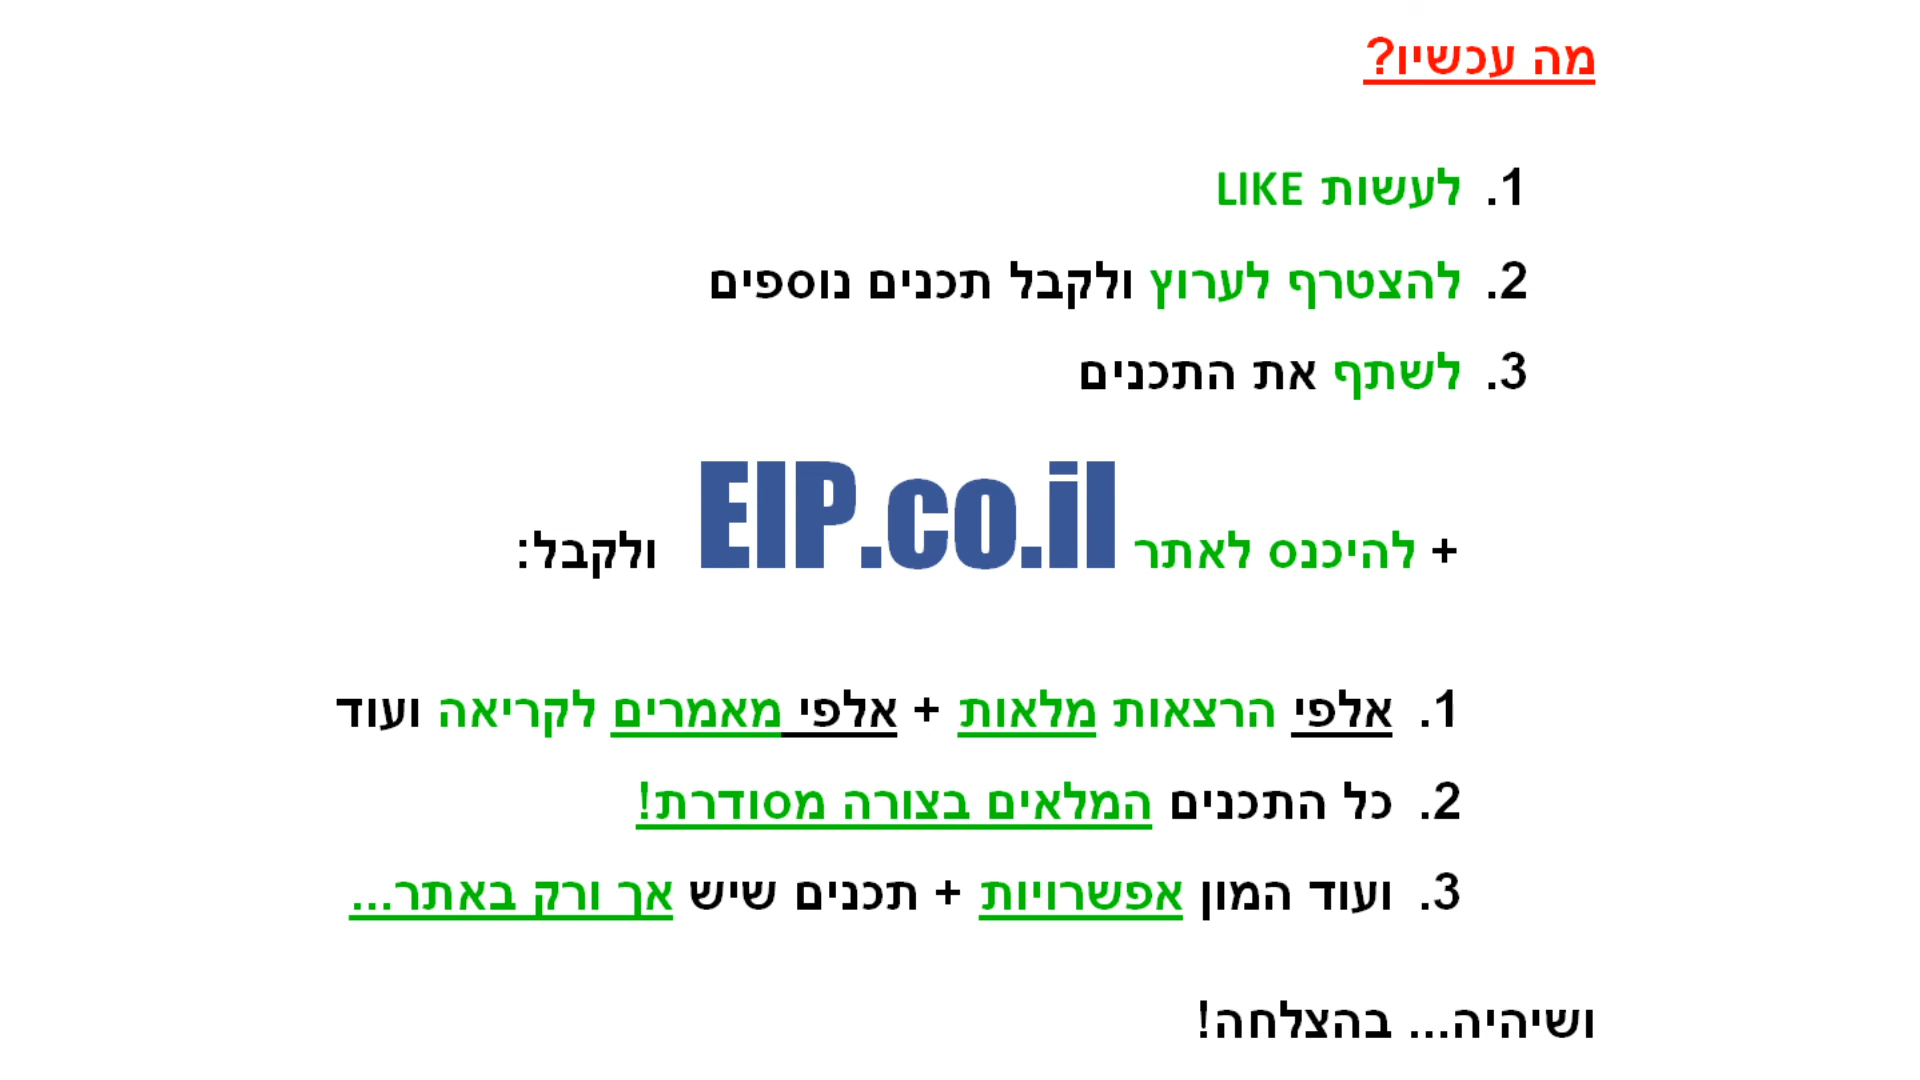 מה עכשיו?
1. לעשות LIKE
2. להצטרף לערוץ ולקבל תכנים נוספים
3. לשתף את התכנים
+ להיכנס לאתר EIP.co.il ולקבל:
1. אלפי הרצאות מלאות + אלפי מאמרים לקריאה ועוד
2. כל התכנים המלאים בצורה מסודרת!
3. ועוד המון אפשרויות + תכנים שיש אך ורק באתר...
ושיהיה... בהצלחה!